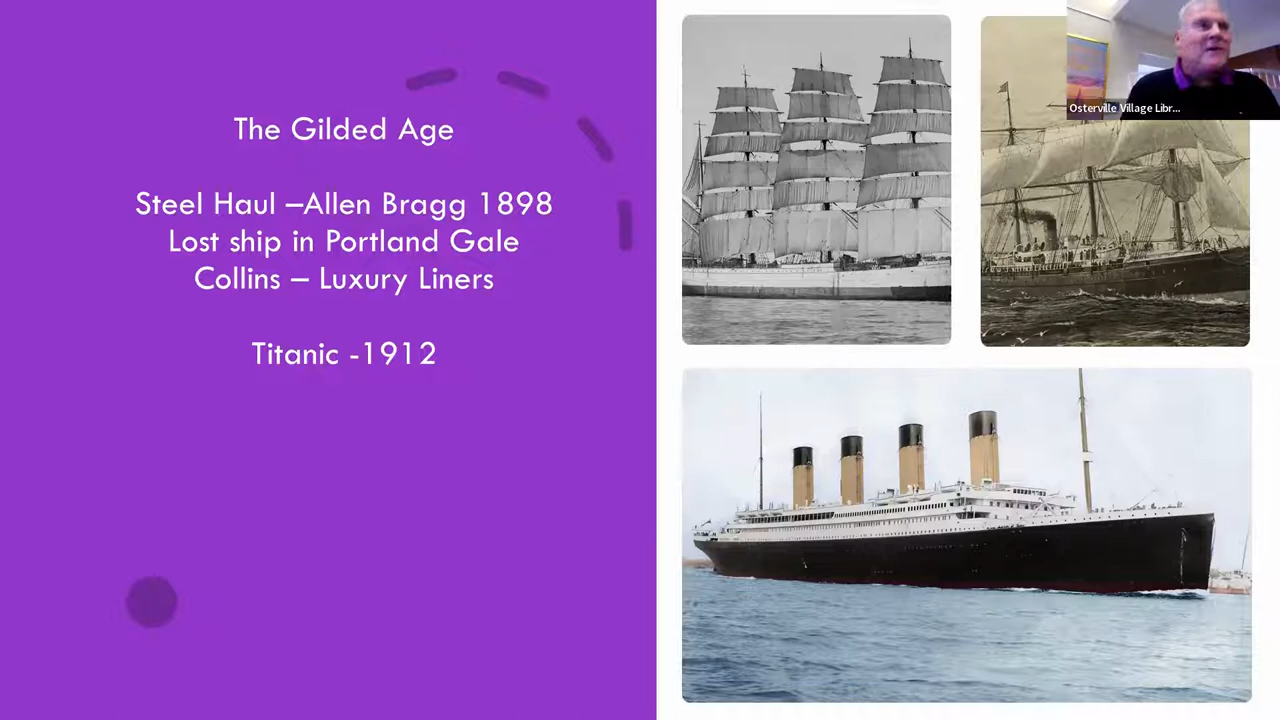 The Gilded Age
Steel Haul –Allen Bragg 1898
Lost ship in Portland Gale
Collins – Luxury Liners
Titanic -1912
Osterville Village Libr...